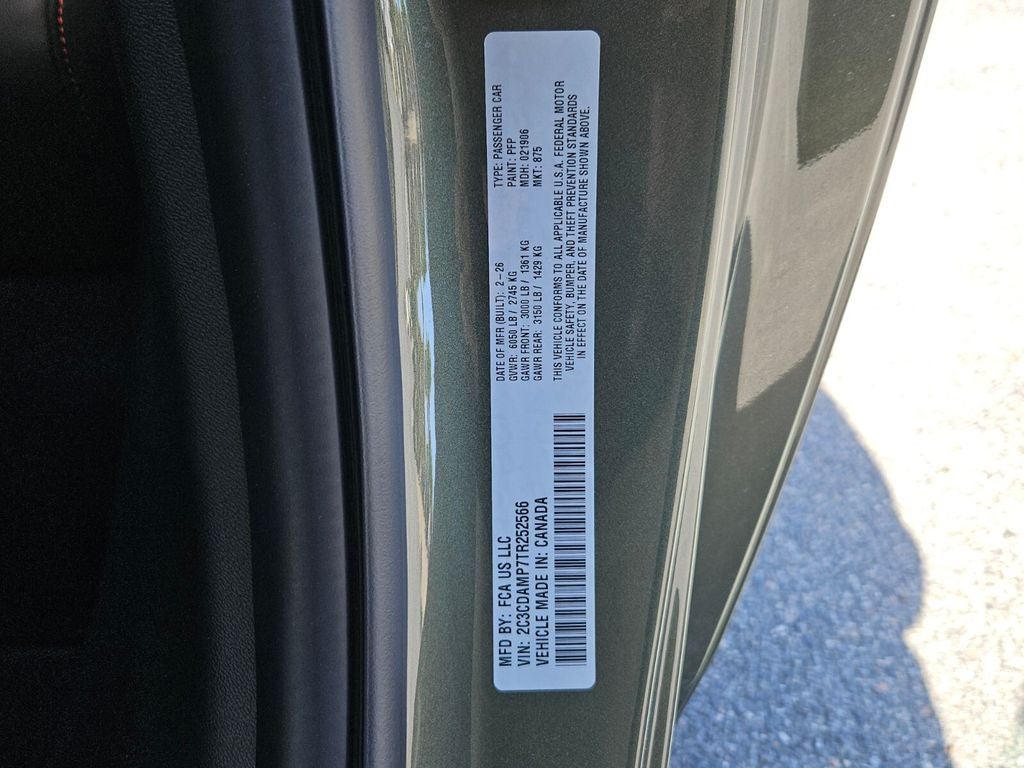 MFD BY: FCA US LLC
VIN: 2C3CDAMP7TR252566
VEHICLE MADE IN: CANADA
DATE OF MFR (BUILT): 2-26
GVWR: 6050 LB / 2745 KG
GAWR FRONT: 3000 LB / 1361 KG
GAWR REAR: 3150 LB / 1429 KG
TYPE: PASSENGER CAR
PAINT: PFP
MDH: 021906
MKT: 875
THIS VEHICLE CONFORMS TO ALL APPLICABLE U.S.A. FEDERAL MOTOR
VEHICLE SAFETY, BUMPER, AND THEFT PREVENTION STANDARDS
IN EFFECT ON THE DATE OF MANUFACTURE SHOWN ABOVE.